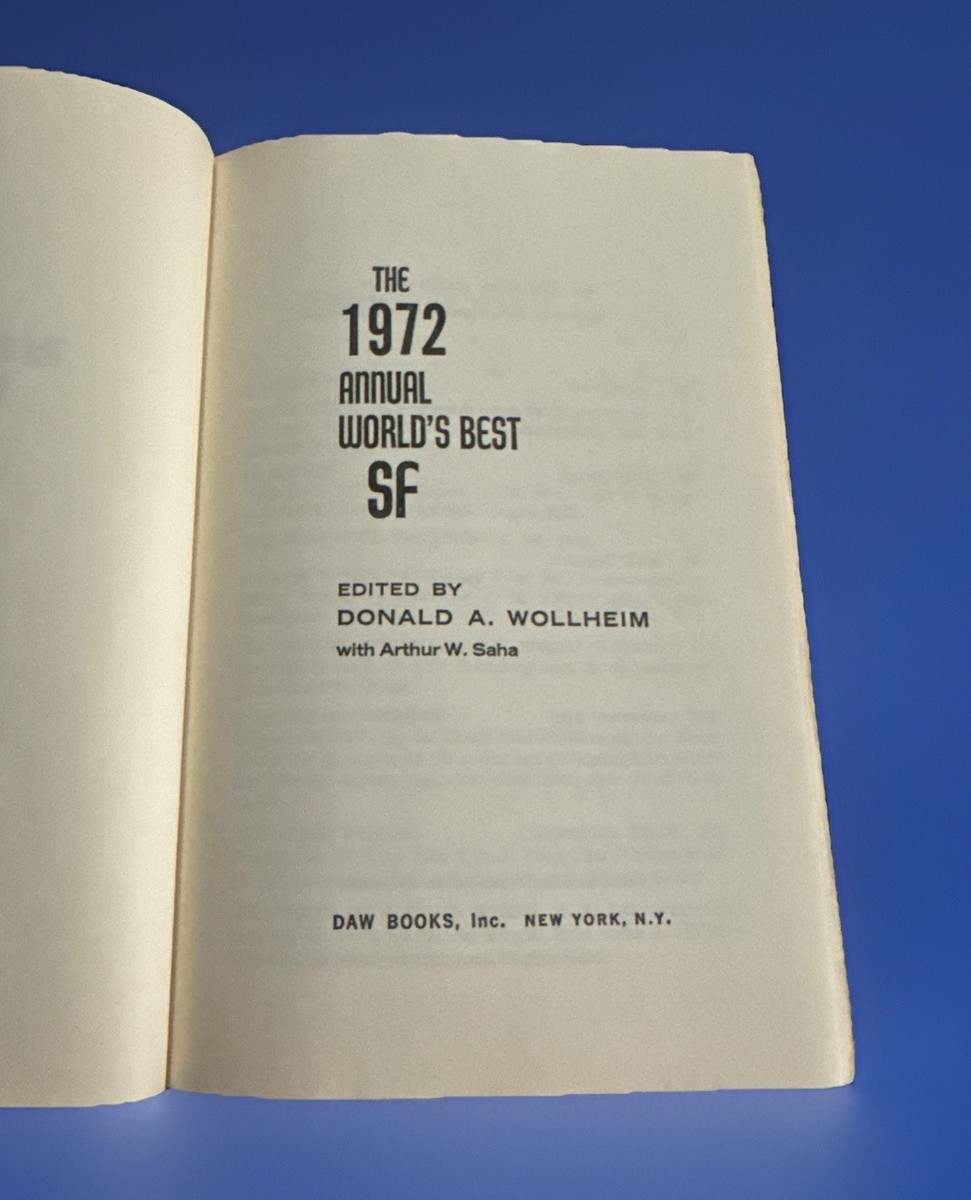 THE
1972
ANNUAL
WORLD'S BEST
SF
EDITED BY
DONALD A. WOLLHEIM
with Arthur W. Saha
DAW BOOKS, Inc. NEW YORK, N.Y.